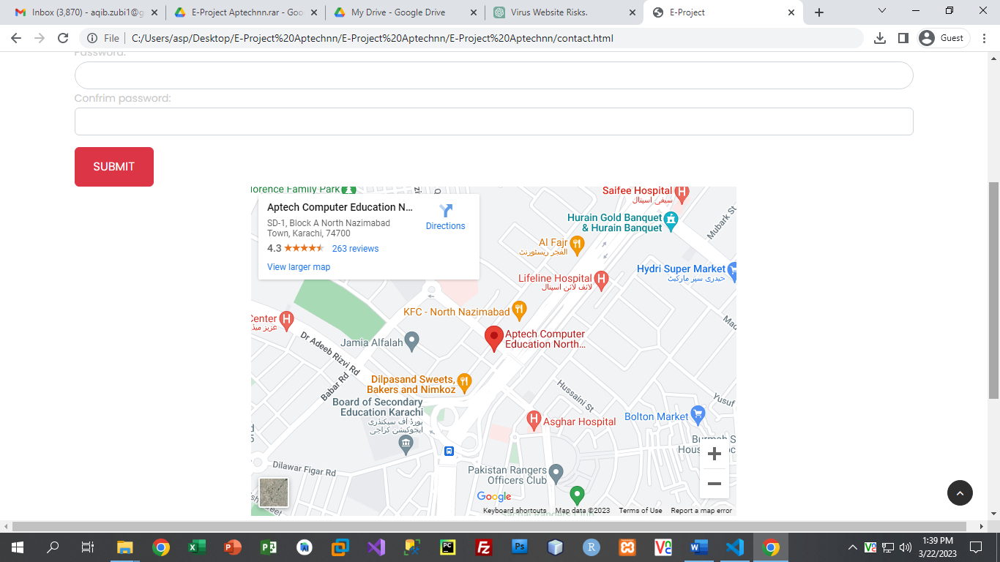 Inbox (3,870) - aqib.zubi1@g
E-Project Aptechnn.rar - Goo
My Drive - Google Drive
Virus Website Risks.
E-Project
File
C:/Users/asp/Desktop/E-Project%20Aptechnn/E-Project%20Aptechnn/E-Project%20Aptechnn/contact.html
Guest
Password:
Confrim password:
SUBMIT
lorence Family Park
Saifee Hospital
سیفی اسپتال
Aptech Computer Education N...
Directions
SD-1, Block A North Nazimabad
Town, Karachi, 74700
4.3
263 reviews
View larger map
Hurain Gold Banquet
& Hurain Banquet
Mubark St
Al Fajr
الفجر ریسٹورنٹ
Hydri Super Market
حیدری سپر مارکیٹ
Lifeline Hospital
لائف لائن اسپتال
KFC - North Nazimabad
Center
Aptech Computer
Education North...
Jamia Alfalah
Dr Adeeb Rizvi Rd
Babar Rd
Dilpasand Sweets,
Bakers and Nimkoz
Board of Secondary
Education Karachi
بورڈ آف سیکنڈری
ایجوکیشن کراچی
Hussaini St
Yusuf
Asghar Hospital
Bolton Market
Dilawar Figar Rd
Pakistan Rangers
Officers Club
Google
Keyboard shortcuts
Map data ©2023
Terms of Use
Report a map error
1:39 PM
3/22/2023